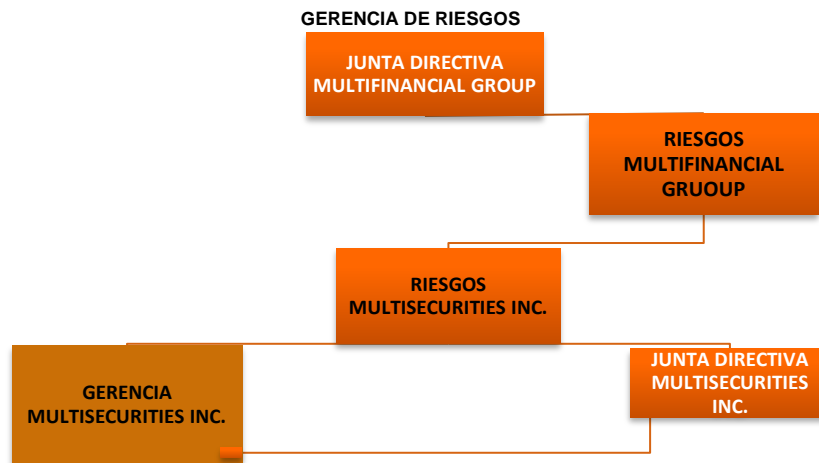 GERENCIA DE RIESGOS
JUNTA DIRECTIVA
MULTIFINANCIAL GROUP
RIESGOS
MULTIFINANCIAL
GRUOUP
RIESGOS
MULTISECURITIES INC.
GERENCIA
MULTISECURITIES INC.
JUNTA DIRECTIVA
MULTISECURITIES
INC.